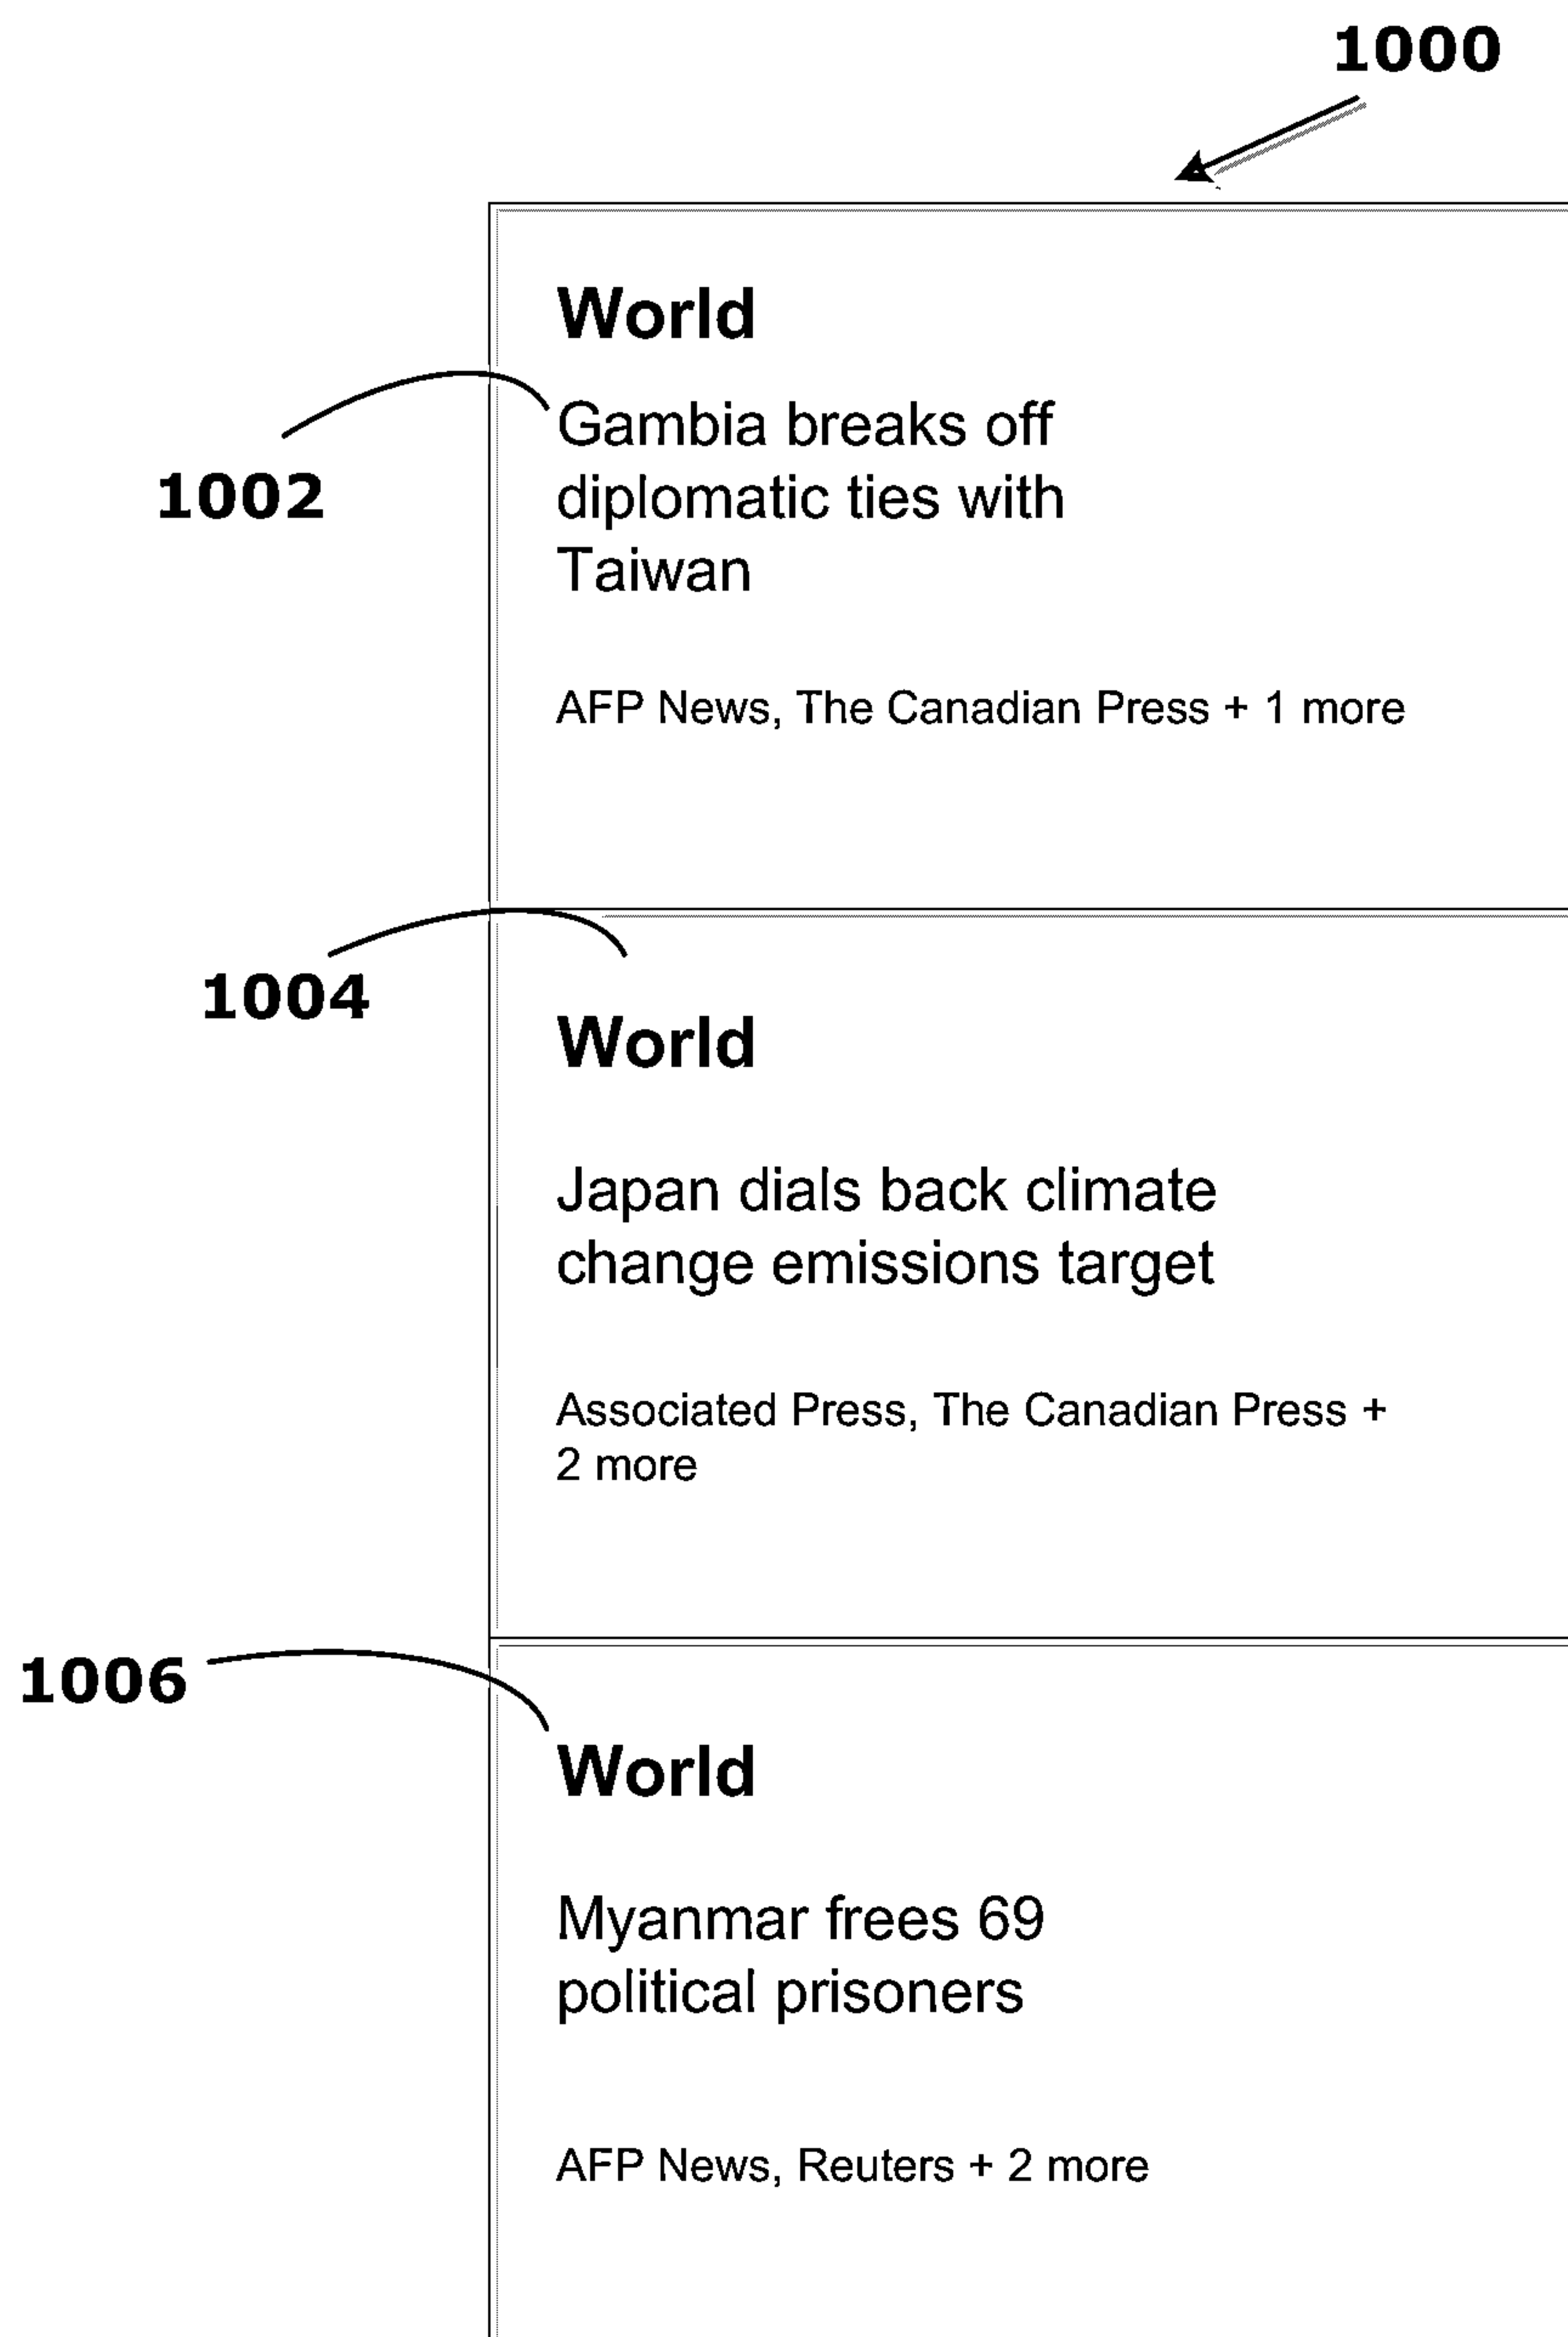 1000
World
Gambia breaks off
diplomatic ties with
Taiwan
1002
AFP News, The Canadian Press + 1 more
1004
World
Japan dials back climate
change emissions target
Associated Press, The Canadian Press +
2 more
1006
World
Myanmar frees 69
political prisoners
AFP News, Reuters + 2 more